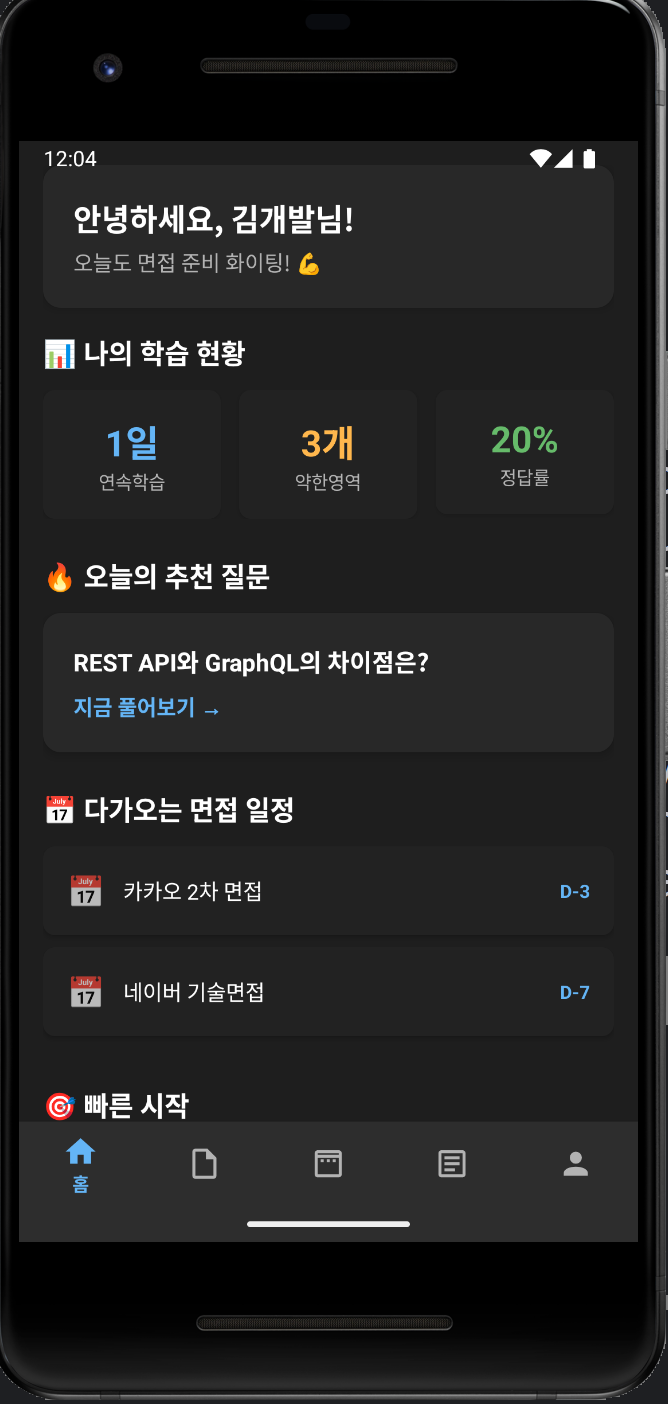 12:04
안녕하세요, 김개발님!
오늘도 면접 준비 화이팅! 💪
📊 나의 학습 현황
1일
연속학습
3개
약한영역
20%
정답률
🔥 오늘의 추천 질문
REST API와 GraphQL의 차이점은?
지금 풀어보기 →
📅 다가오는 면접 일정
July
17
카카오 2차 면접
D-3
July
17
네이버 기술면접
D-7
🎯 빠른 시작
홈